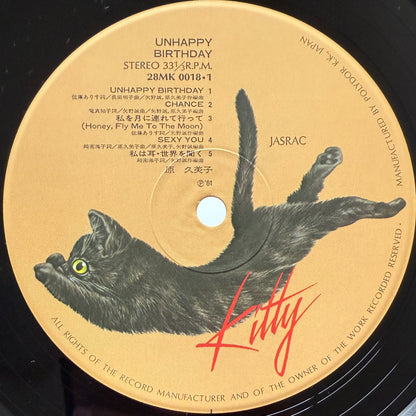 UNHAPPY
BIRTHDAY
STEREO 33⅓R.P.M.
28MK 0018·1
UNHAPPY BIRTHDAY 1
CHANCE 2
私を月に連れて行って 3
(Honey, Fly Me To The Moon)
SEXY YOU 4
私は耳・世界を聞く 5
原 久美子
Ⓟ'81
JASRAC
Kitty
MANUFACTURED BY POLYDOR K.K., JAPAN
ALL RIGHTS OF THE RECORD MANUFACTURER AND OF THE OWNER OF THE WORK RECORDED RESERVED·